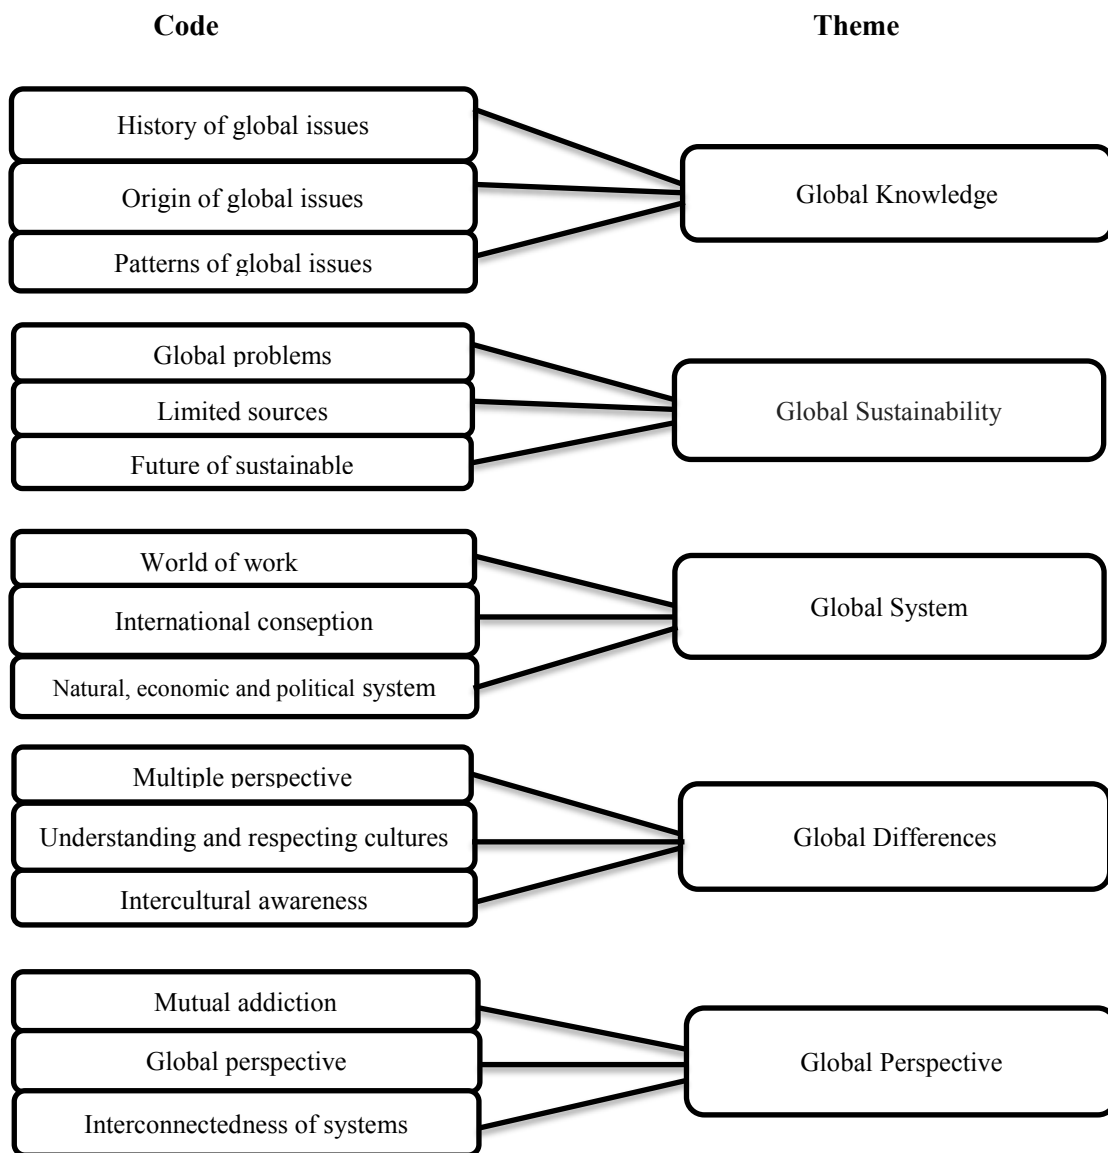 Code
Theme
History of global issues
Origin of global issues
Patterns of global issues
Global Knowledge
Global problems
Limited sources
Future of sustainable
Global Sustainability
World of work
International conseption
Natural, economic and political system
Global System
Multiple perspective
Understanding and respecting cultures
Intercultural awareness
Global Differences
Mutual addiction
Global perspective
Interconnectedness of systems
Global Perspective